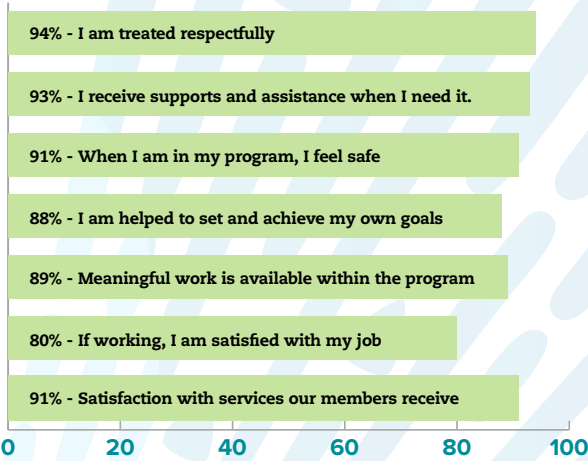 94% - I am treated respectfully
93% - I receive supports and assistance when I need it.
91% - When I am in my program, I feel safe
88% - I am helped to set and achieve my own goals
89% - Meaningful work is available within the program
80% - If working, I am satisfied with my job
91% - Satisfaction with services our members receive
0 20 40 60 80 100